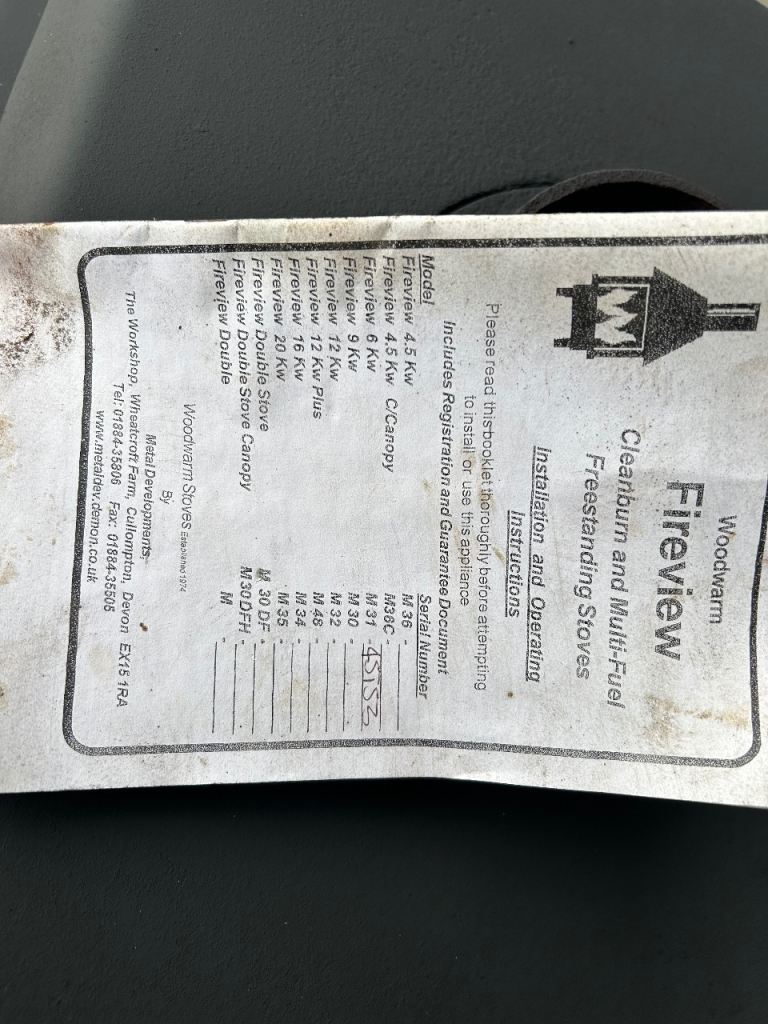 Woodwarm
Fireview
Cleanburn and Multi-Fuel
Freestanding Stoves
Installation and Operating
Instructions
Please read this booklet thoroughly before attempting
to install or use this appliance
Includes Registration and Guarantee Document
Model Serial Number
Fireview 4.5 Kw M 36 -
Fireview 4.5 Kw C/Canopy M36C -
Fireview 6 Kw M 31 - 45152
Fireview 9 Kw M 30 -
Fireview 12 Kw M 32 -
Fireview 12 Kw Plus M 48 -
Fireview 16 Kw M 34 -
Fireview 20 Kw M 35 -
Fireview Double Stove M 30 DF -
Fireview Double Stove Canopy M30 DFH -
Fireview Double M -
Woodwarm Stoves Established 1974
By
Metal Developments,
The Workshop, Wheatcroft Farm, Cullompton, Devon EX15 1RA
Tel: 01884-35806 Fax: 01884-35505
www.metaldev.demon.co.uk